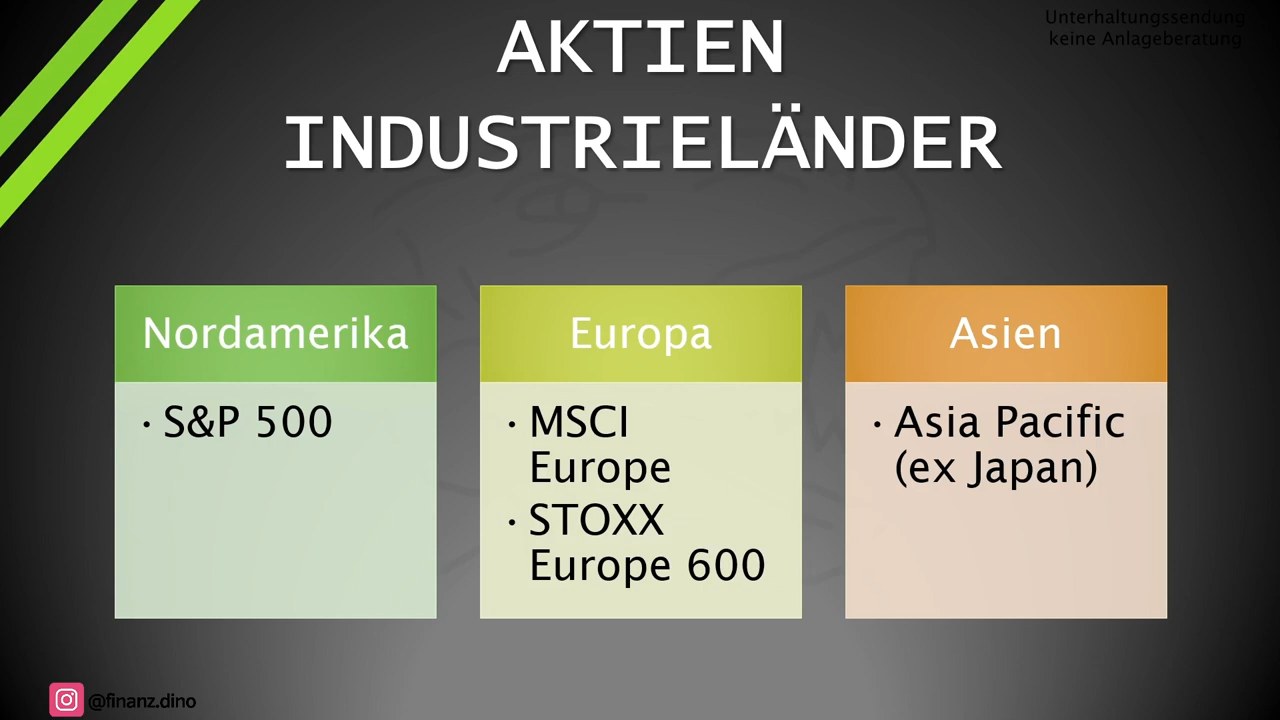 Unterhaltungssendung
keine Anlageberatung
AKTIEN
INDUSTRIELÄNDER
Nordamerika
· S&P 500
Europa
· MSCI
Europe
· STOXX
Europe 600
Asien
· Asia Pacific
(ex Japan)
@finanz.dino